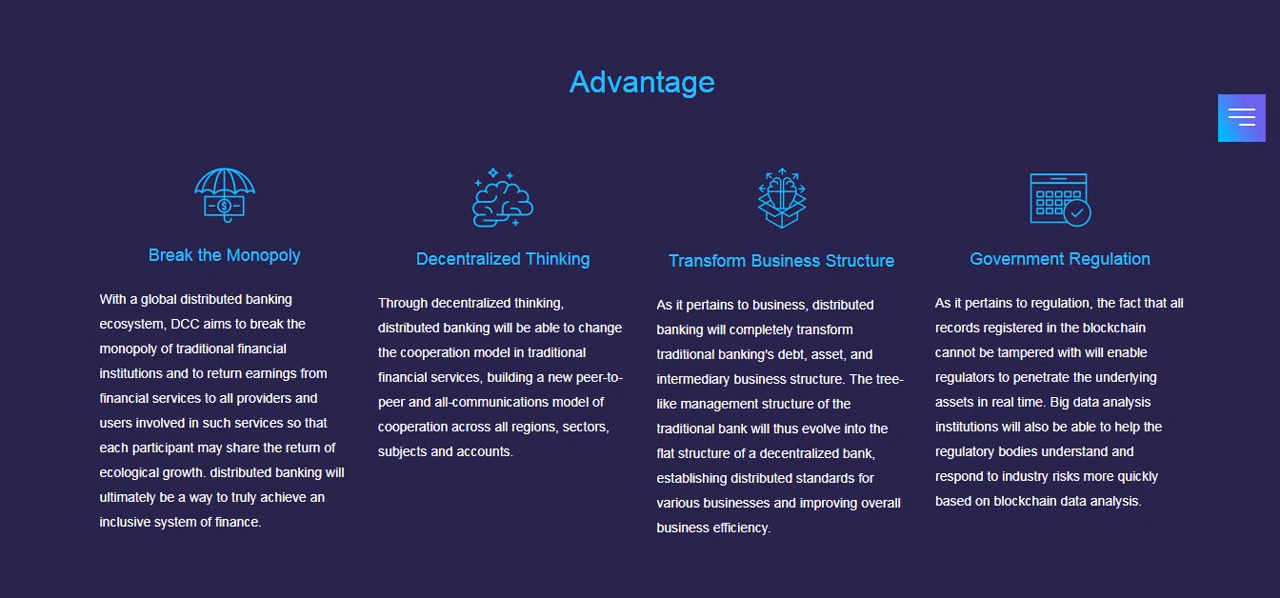 Advantage
Break the Monopoly
With a global distributed banking
ecosystem, DCC aims to break the
monopoly of traditional financial
institutions and to return earnings from
financial services to all providers and
users involved in such services so that
each participant may share the return of
ecological growth. distributed banking will
ultimately be a way to truly achieve an
inclusive system of finance.
Decentralized Thinking
Through decentralized thinking,
distributed banking will be able to change
the cooperation model in traditional
financial services, building a new peer-to-
peer and all-communications model of
cooperation across all regions, sectors,
subjects and accounts.
Transform Business Structure
As it pertains to business, distributed
banking will completely transform
traditional banking's debt, asset, and
intermediary business structure. The tree-
like management structure of the
traditional bank will thus evolve into the
flat structure of a decentralized bank,
establishing distributed standards for
various businesses and improving overall
business efficiency.
Government Regulation
As it pertains to regulation, the fact that all
records registered in the blockchain
cannot be tampered with will enable
regulators to penetrate the underlying
assets in real time. Big data analysis
institutions will also be able to help the
regulatory bodies understand and
respond to industry risks more quickly
based on blockchain data analysis.